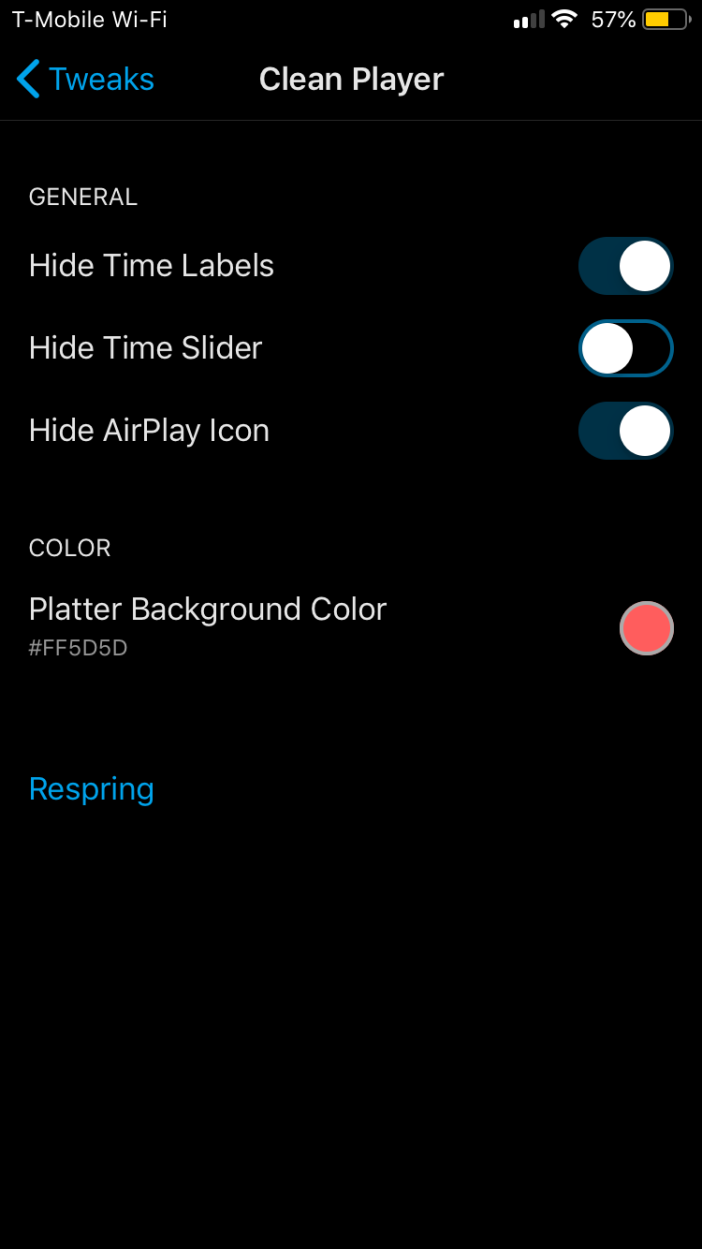 T-Mobile Wi-Fi 57%
Tweaks Clean Player
GENERAL
Hide Time Labels
Hide Time Slider
Hide AirPlay Icon
COLOR
Platter Background Color
#FF5D5D
Respring